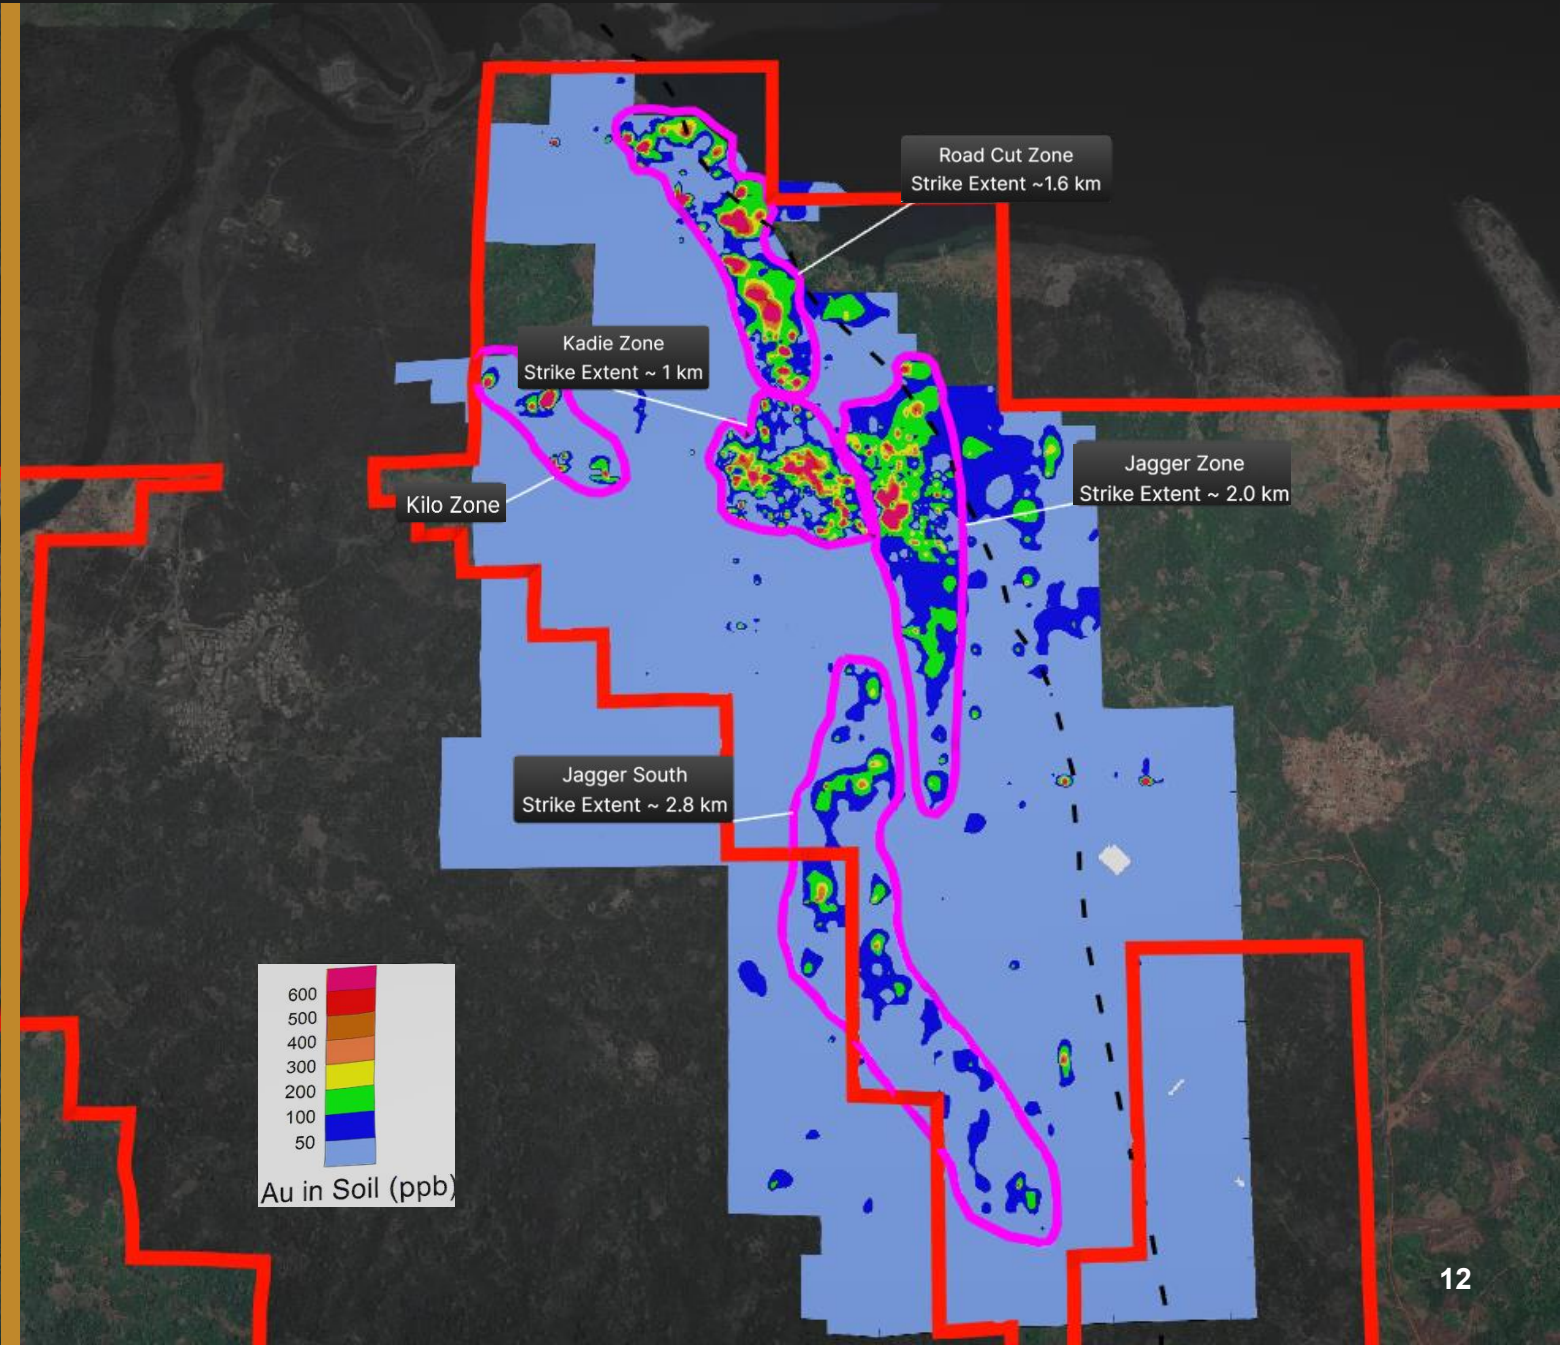 Road Cut Zone
Strike Extent ~1.6 km
Kadie Zone
Strike Extent ~ 1 km
Jagger Zone
Strike Extent ~ 2.0 km
Kilo Zone
Jagger South
Strike Extent ~ 2.8 km
600
500
400
300
200
100
50
Au in Soil (ppb)
12